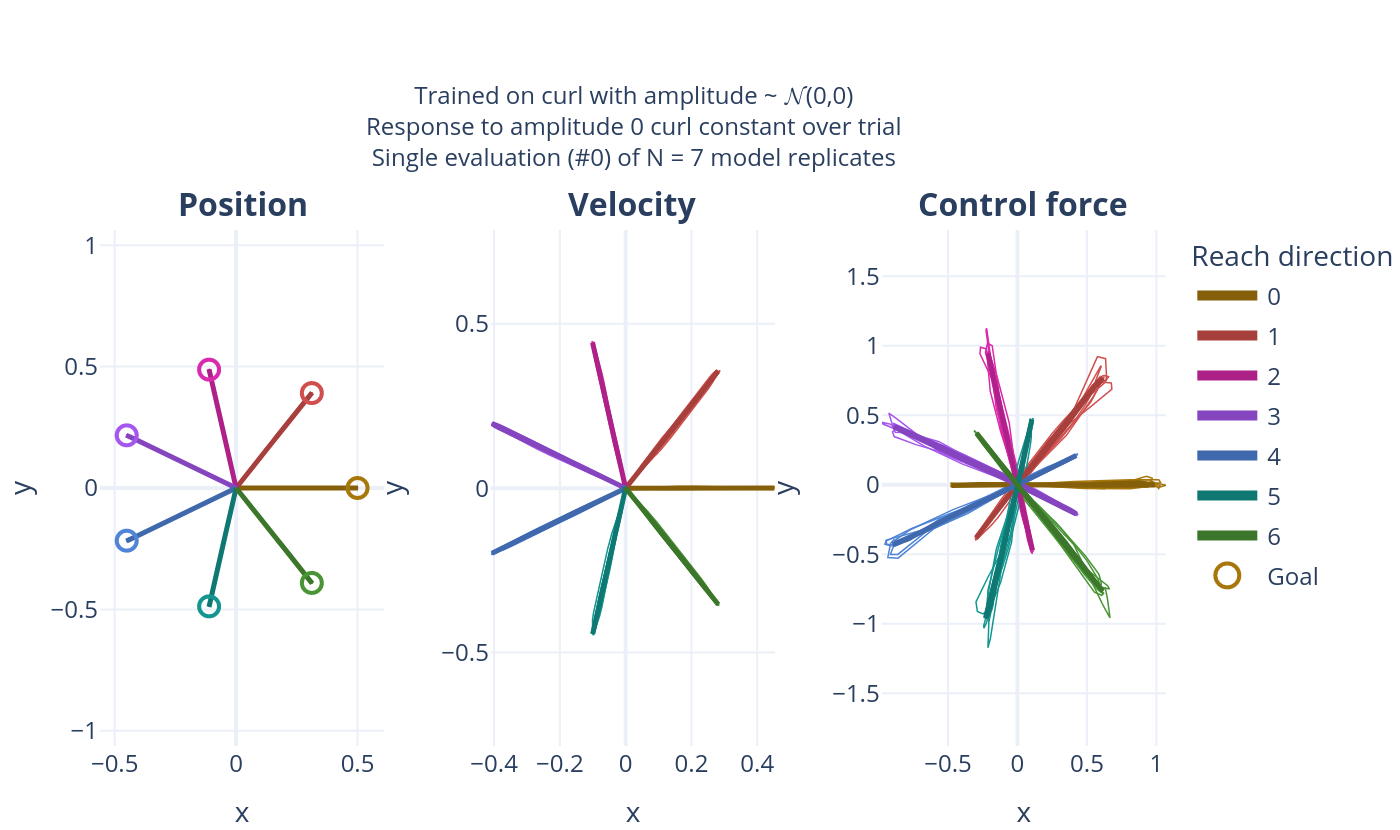 Trained on curl with amplitude ~ 𝒩(0,0)
Response to amplitude 0 curl constant over trial
Single evaluation (#0) of N = 7 model replicates
Position
Velocity
Control force
1
0.5
0
−0.5
−1
y
−0.5
0
0.5
x
0.5
0
−0.5
y
−0.4
−0.2
0
0.2
0.4
x
1.5
1
0.5
0
−0.5
−1
−1.5
y
−0.5
0
0.5
1
x
Reach direction
0
1
2
3
4
5
6
Goal